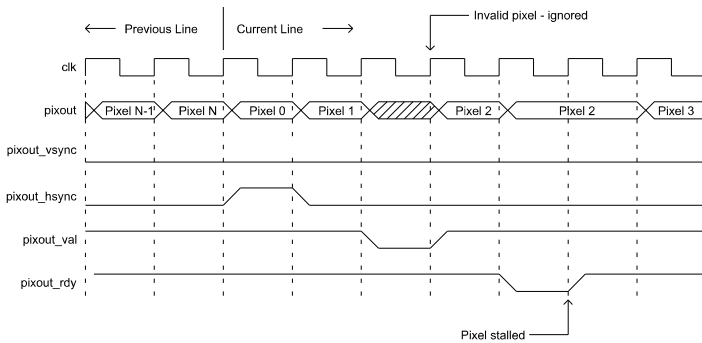 Invalid pixel - ignored
Previous Line Current Line
clk
pixout Pixel N-1 Pixel N Pixel 0 Pixel 1 Pixel 2 PIxel 2 Pixel 3
pixout_vsync
pixout_hsync
pixout_val
pixout_rdy
Pixel stalled